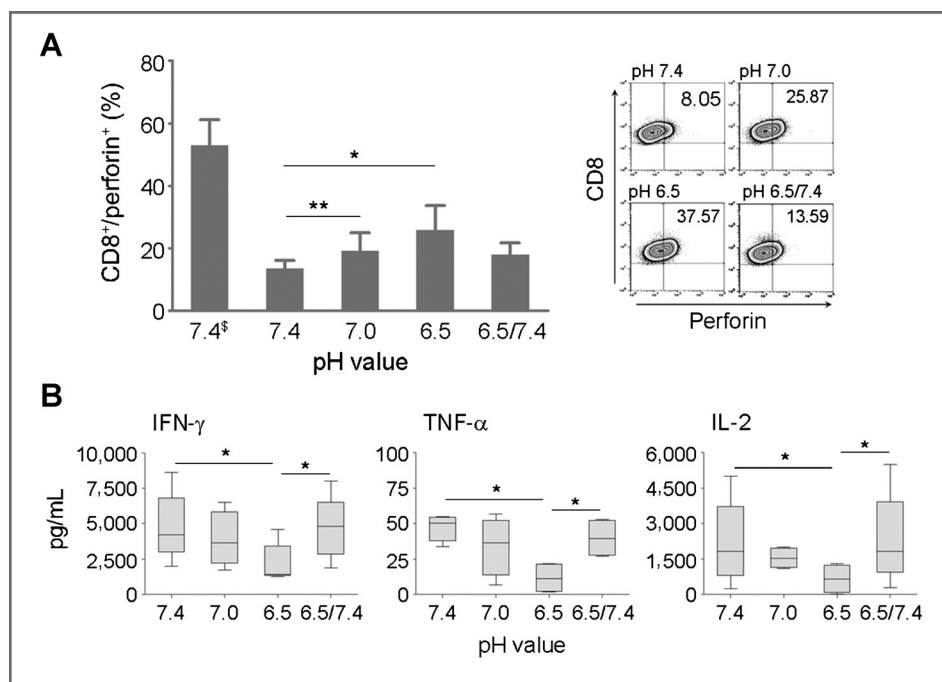 A
CD8⁺/perforin⁺ (%)
80
60
40
20
0
*
**
7.4$ 7.4 7.0 6.5 6.5/7.4
pH value
pH 7.4 pH 7.0
8.05 25.87
pH 6.5 pH 6.5/7.4
37.57 13.59
CD8
Perforin
B
IFN-γ TNF-α IL-2
pg/mL
10,000
7,500
5,000
2,500
0
* *
7.4 7.0 6.5 6.5/7.4
100
75
50
25
0
* *
7.4 7.0 6.5 6.5/7.4
6,000
4,500
3,000
1,500
0
* *
7.4 7.0 6.5 6.5/7.4
pH value